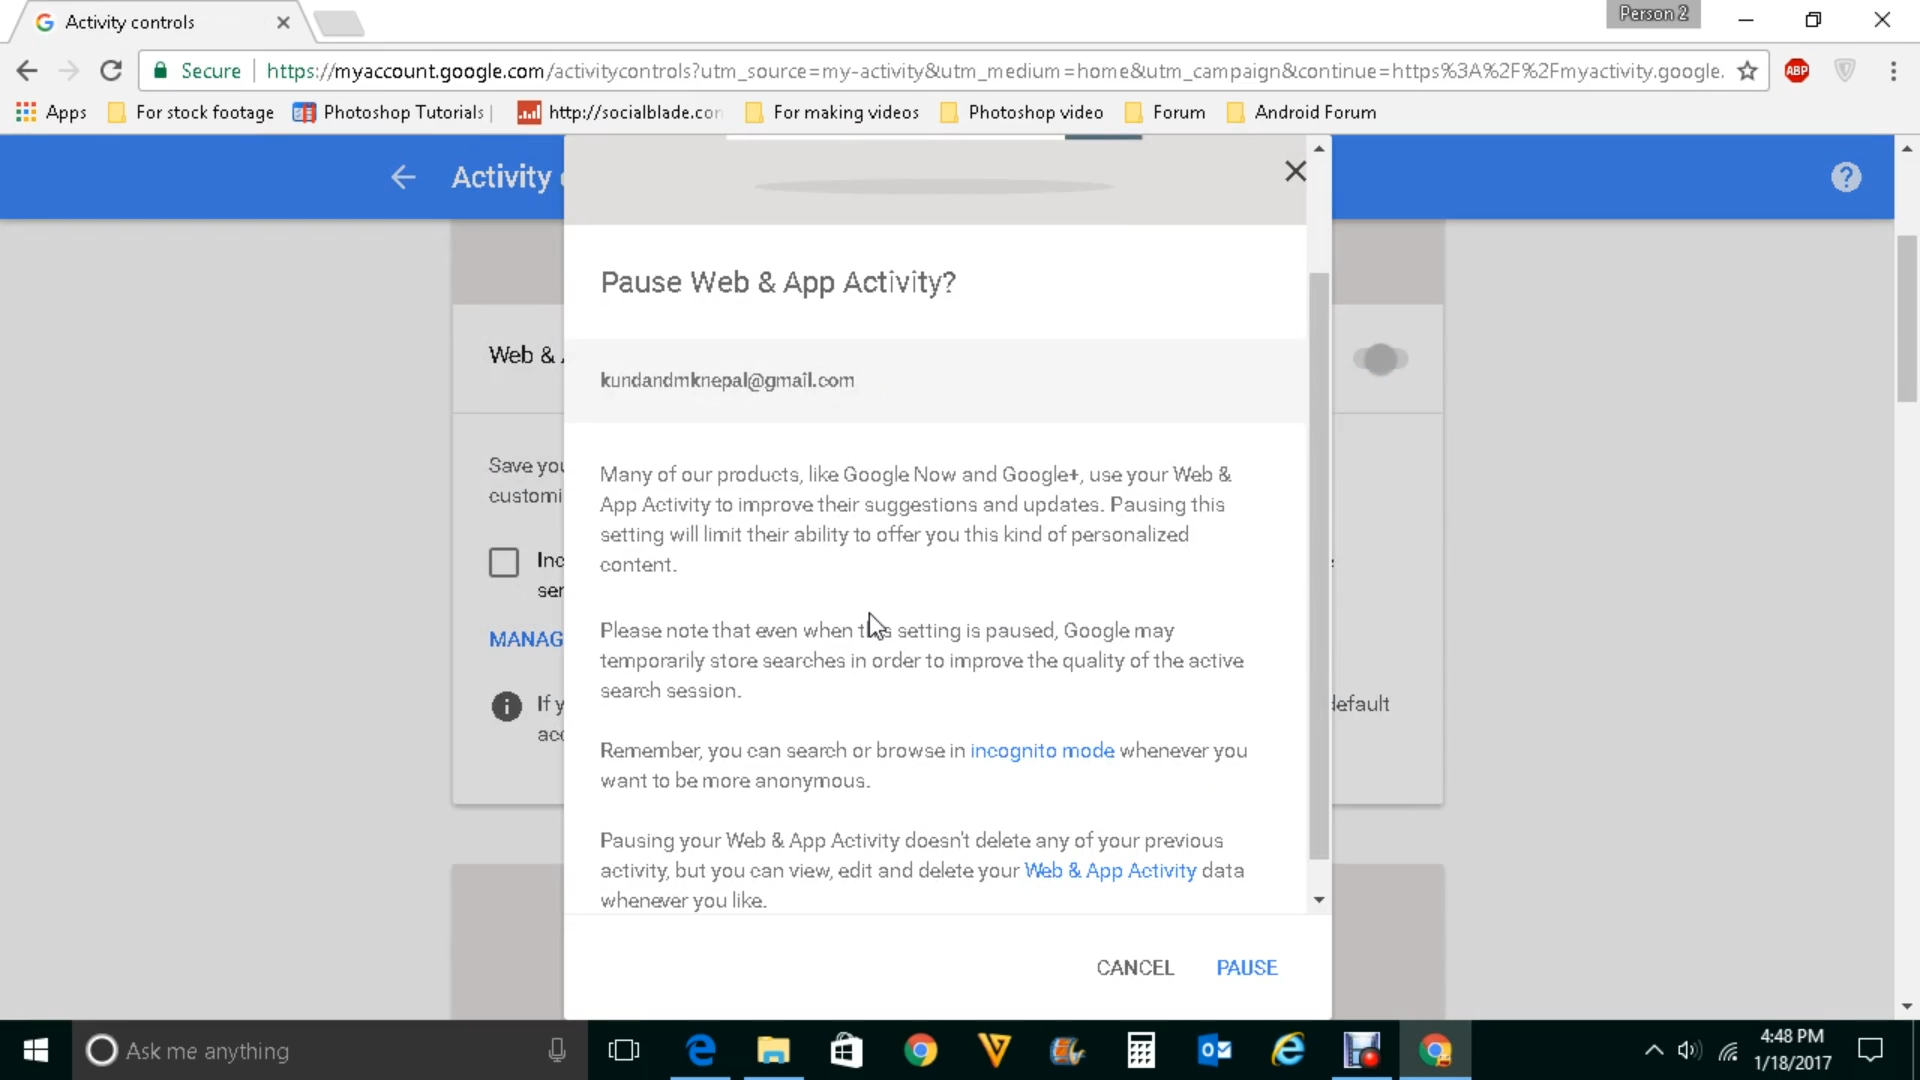 Activity controls
Person 2
Secure
https://myaccount.google.com/activitycontrols?utm_source=my-activity&utm_medium=home&utm_campaign&continue=https%3A%2F%2Fmyactivity.google.
ABP
Apps
For stock footage
Photoshop Tutorials |
http://socialblade.con
For making videos
Photoshop video
Forum
Android Forum
Activity
Pause Web & App Activity?
Web &
kundandmknepal@gmail.com
Save you
customi
Many of our products, like Google Now and Google+, use your Web &
App Activity to improve their suggestions and updates. Pausing this
setting will limit their ability to offer you this kind of personalized
content.
Inc
ser
Please note that even when this setting is paused, Google may
temporarily store searches in order to improve the quality of the active
search session.
MANAG
If y
default
acc
Remember, you can search or browse in incognito mode whenever you
want to be more anonymous.
Pausing your Web & App Activity doesn't delete any of your previous
activity, but you can view, edit and delete your Web & App Activity data
whenever you like.
CANCEL
PAUSE
Ask me anything
4:48 PM
1/18/2017